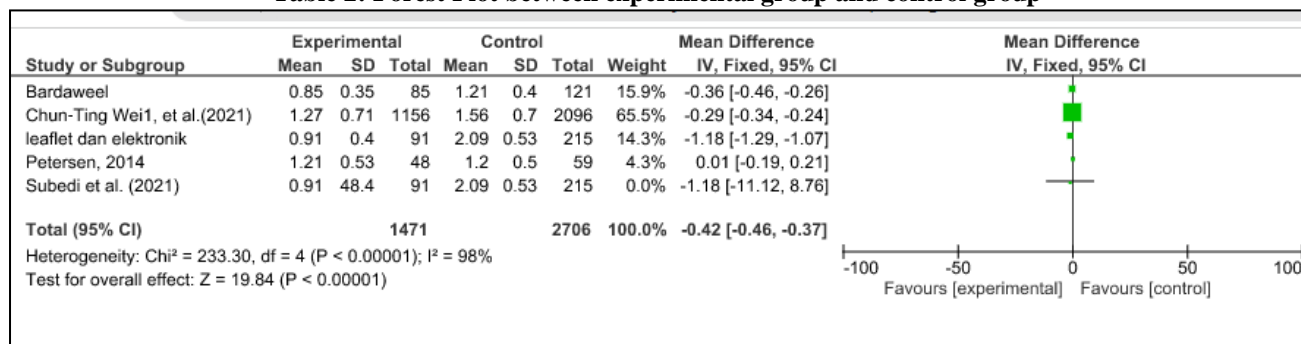 Table 2. Forest Plot between experimental group and control group
Experimental Control Mean Difference Mean Difference
Study or Subgroup Mean SD Total Mean SD Total Weight IV, Fixed, 95% CI IV, Fixed, 95% CI
Bardaweel 0.85 0.35 85 1.21 0.4 121 15.9% -0.36 [-0.46, -0.26]
Chun-Ting Wei1, et al.(2021) 1.27 0.71 1156 1.56 0.7 2096 65.5% -0.29 [-0.34, -0.24]
leaflet dan elektronik 0.91 0.4 91 2.09 0.53 215 14.3% -1.18 [-1.29, -1.07]
Petersen, 2014 1.21 0.53 48 1.2 0.5 59 4.3% 0.01 [-0.19, 0.21]
Subedi et al. (2021) 0.91 48.4 91 2.09 0.53 215 0.0% -1.18 [-11.12, 8.76]
Total (95% CI) 1471 2706 100.0% -0.42 [-0.46, -0.37]
Heterogeneity: Chi² = 233.30, df = 4 (P < 0.00001); I² = 98%
Test for overall effect: Z = 19.84 (P < 0.00001)
-100 -50 0 50 100
Favours [experimental] Favours [control]